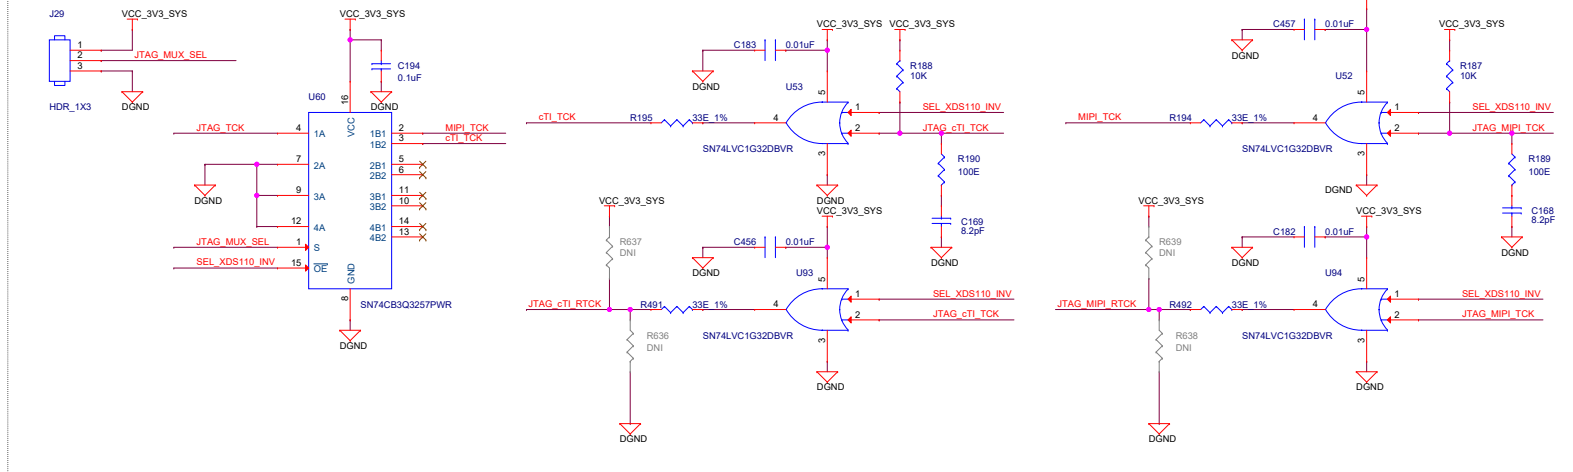 J29
VCC_3V3_SYS
1
2
3
JTAG_MUX_SEL
DGND
HDR_1X3
VCC_3V3_SYS
C194
0.1uF
DGND
U60
16
VCC
JTAG_TCK
4
1A
1B1
2
MIPI_TCK
1B2
3
cTI_TCK
7
2A
2B1
5
2B2
6
DGND
9
3A
3B1
11
3B2
10
12
4A
4B1
14
4B2
13
JTAG_MUX_SEL
1
S
SEL_XDS110_INV
15
OE
GND
8
SN74CB3Q3257PWR
DGND
VCC_3V3_SYS
VCC_3V3_SYS
C183
0.01uF
DGND
R188
10K
U53
5
SEL_XDS110_INV
1
cTI_TCK
R195
33E_1%
4
2
JTAG_cTI_TCK
SN74LVC1G32DBVR
3
DGND
R190
100E
C169
8.2pF
DGND
VCC_3V3_SYS
R637
DNI
VCC_3V3_SYS
C456
0.01uF
DGND
U93
5
SEL_XDS110_INV
1
JTAG_cTI_RTCK
R491
33E_1%
4
2
JTAG_cTI_TCK
SN74LVC1G32DBVR
3
DGND
R636
DNI
DGND
C457
0.01uF
DGND
VCC_3V3_SYS
R187
10K
U52
5
SEL_XDS110_INV
1
MIPI_TCK
R194
33E_1%
4
2
JTAG_MIPI_TCK
SN74LVC1G32DBVR
3
DGND
R189
100E
C168
8.2pF
DGND
VCC_3V3_SYS
R639
DNI
VCC_3V3_SYS
C182
0.01uF
DGND
U94
5
SEL_XDS110_INV
1
JTAG_MIPI_RTCK
R492
33E_1%
4
2
JTAG_MIPI_TCK
SN74LVC1G32DBVR
3
DGND
R638
DNI
DGND